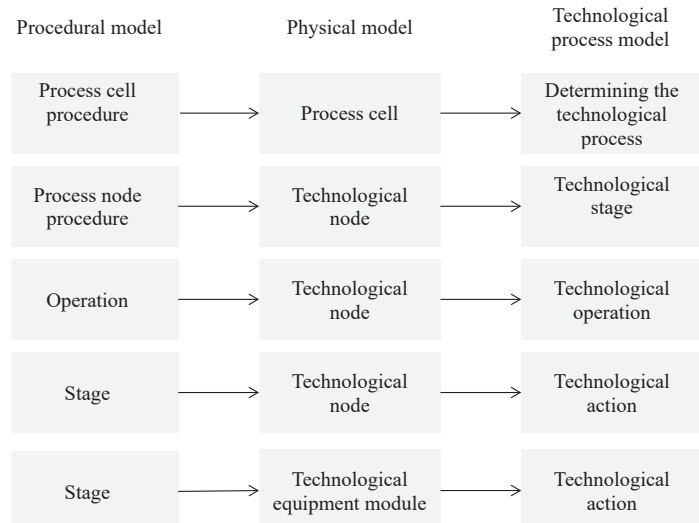 Procedural model
Physical model
Technological
process model
Process cell
procedure
Process cell
Determining the
technological
process
Process node
procedure
Technological
node
Technological
stage
Operation
Technological
node
Technological
operation
Stage
Technological
node
Technological
action
Stage
Technological
equipment module
Technological
action